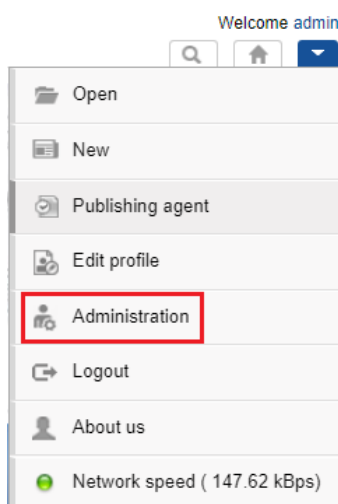 Welcome admin
Open
New
Publishing agent
Edit profile
Administration
Logout
About us
Network speed ( 147.62 kBps)